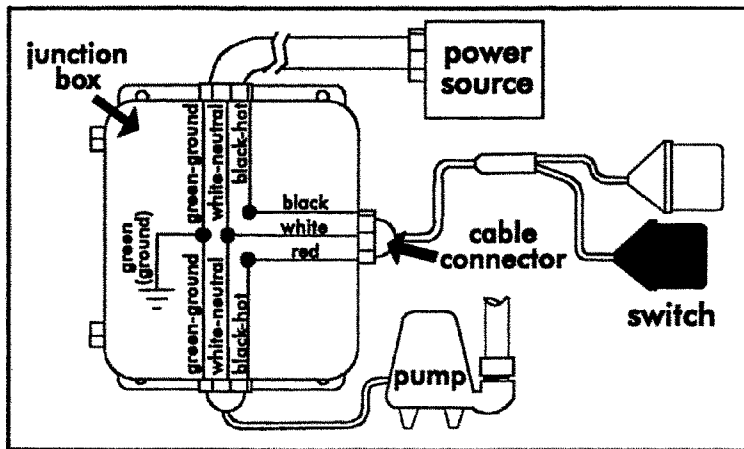 junction
box
power
source
green-ground
white-neutral
black-hot
black
white
red
green
(ground)
cable
connector
switch
green-ground
white-neutral
black-hot
pump